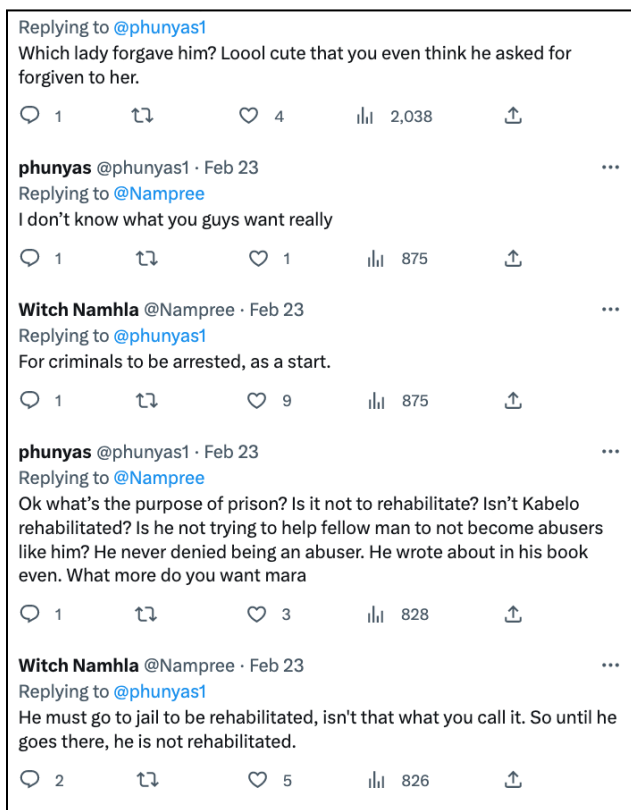 Replying to @phunyas1
Which lady forgave him? Loool cute that you even think he asked for
forgiven to her.
1 4 2,038
phunyas @phunyas1 · Feb 23 ...
Replying to @Nampree
I don’t know what you guys want really
1 1 875
Witch Namhla @Nampree · Feb 23 ...
Replying to @phunyas1
For criminals to be arrested, as a start.
1 9 875
phunyas @phunyas1 · Feb 23 ...
Replying to @Nampree
Ok what’s the purpose of prison? Is it not to rehabilitate? Isn’t Kabelo
rehabilitated? Is he not trying to help fellow man to not become abusers
like him? He never denied being an abuser. He wrote about in his book
even. What more do you want mara
1 3 828
Witch Namhla @Nampree · Feb 23 ...
Replying to @phunyas1
He must go to jail to be rehabilitated, isn't that what you call it. So until he
goes there, he is not rehabilitated.
2 5 826